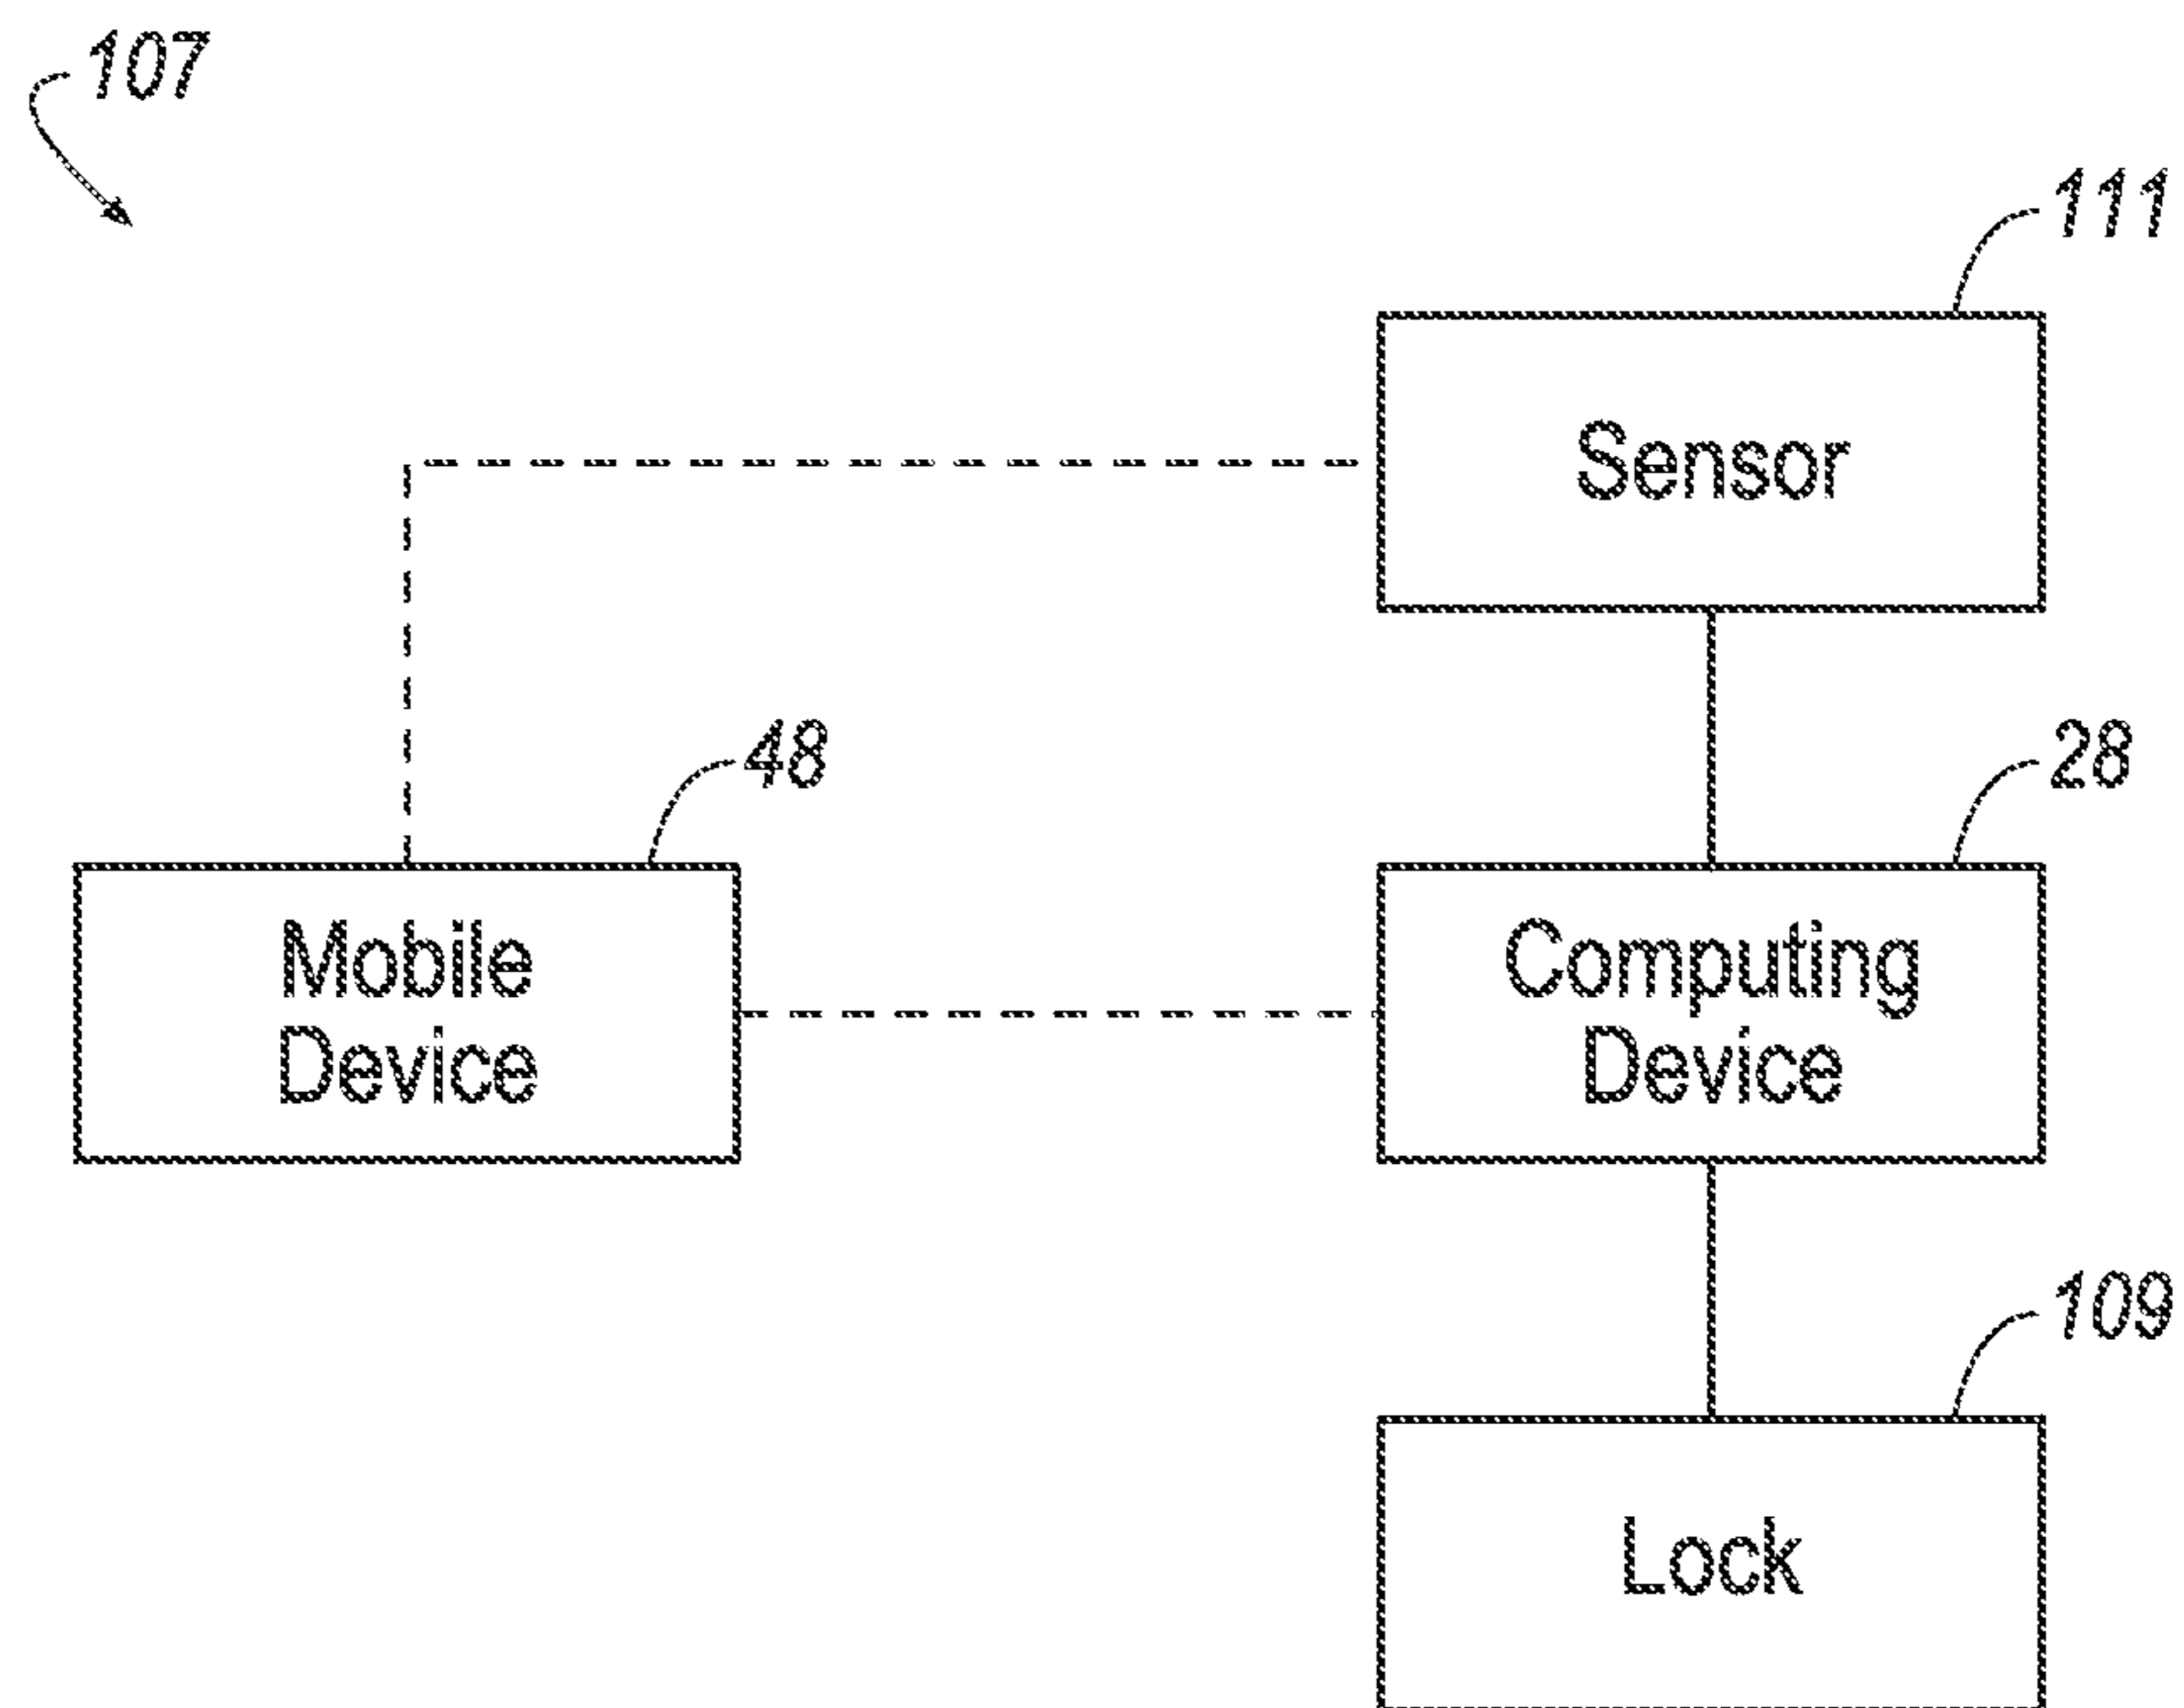 107
111
Sensor
48
28
Mobile
Device
Computing
Device
109
Lock